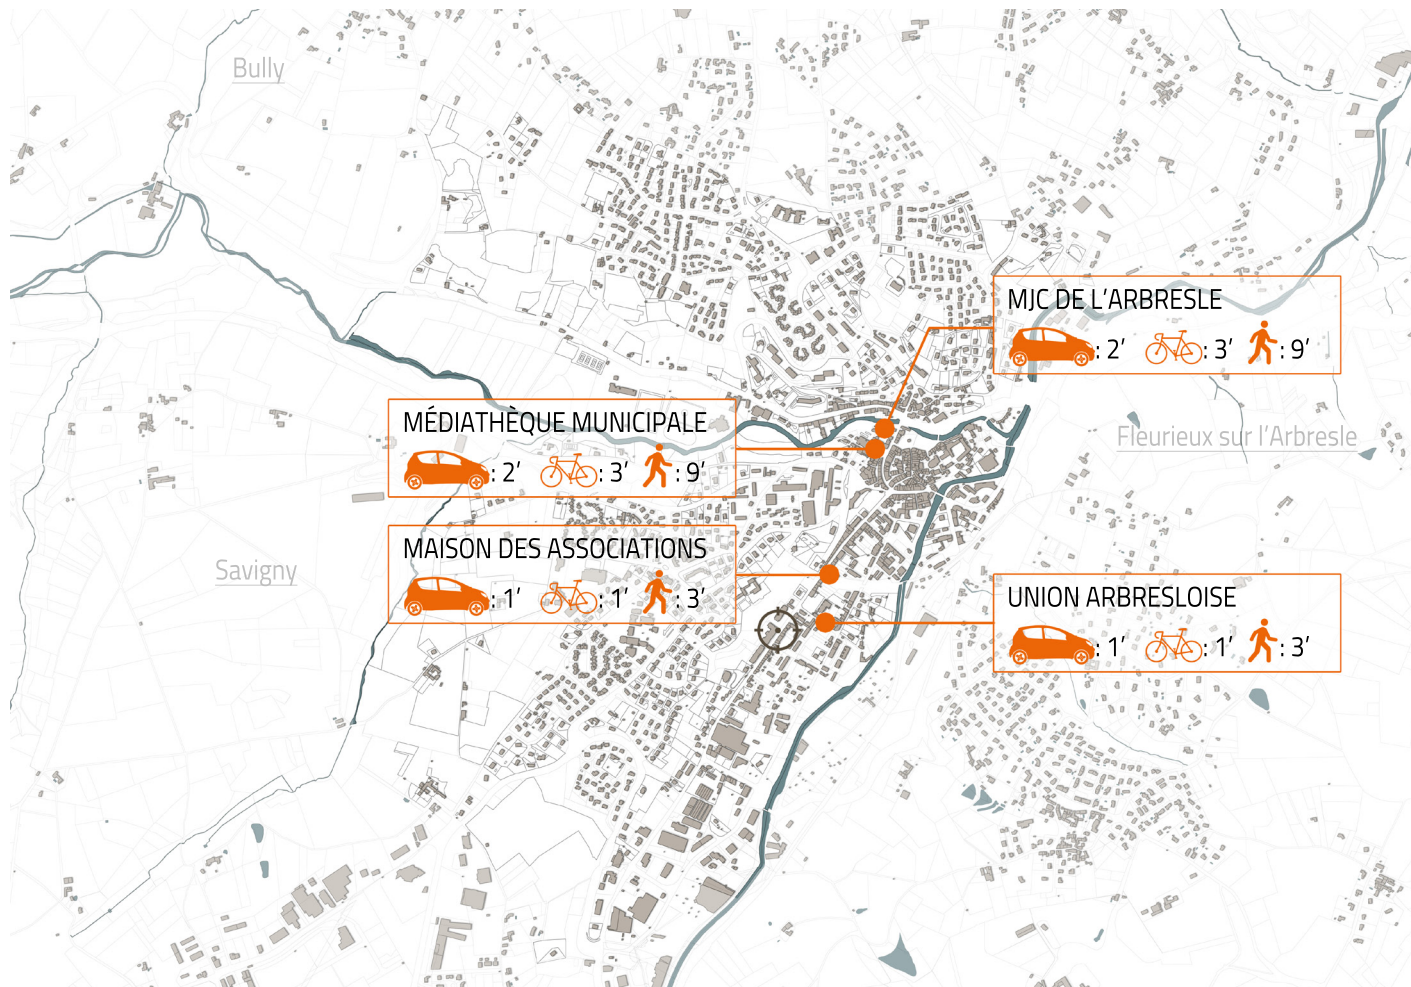 Bully
MJC DE L’ARBRESLE
: 2’ : 3’ : 9’
MÉDIATHÈQUE MUNICIPALE
: 2’ : 3’ : 9’
Fleurieux sur l’Arbresle
MAISON DES ASSOCIATIONS
: 1’ : 1’ : 3’
Savigny
UNION ARBRESLOISE
: 1’ : 1’ : 3’